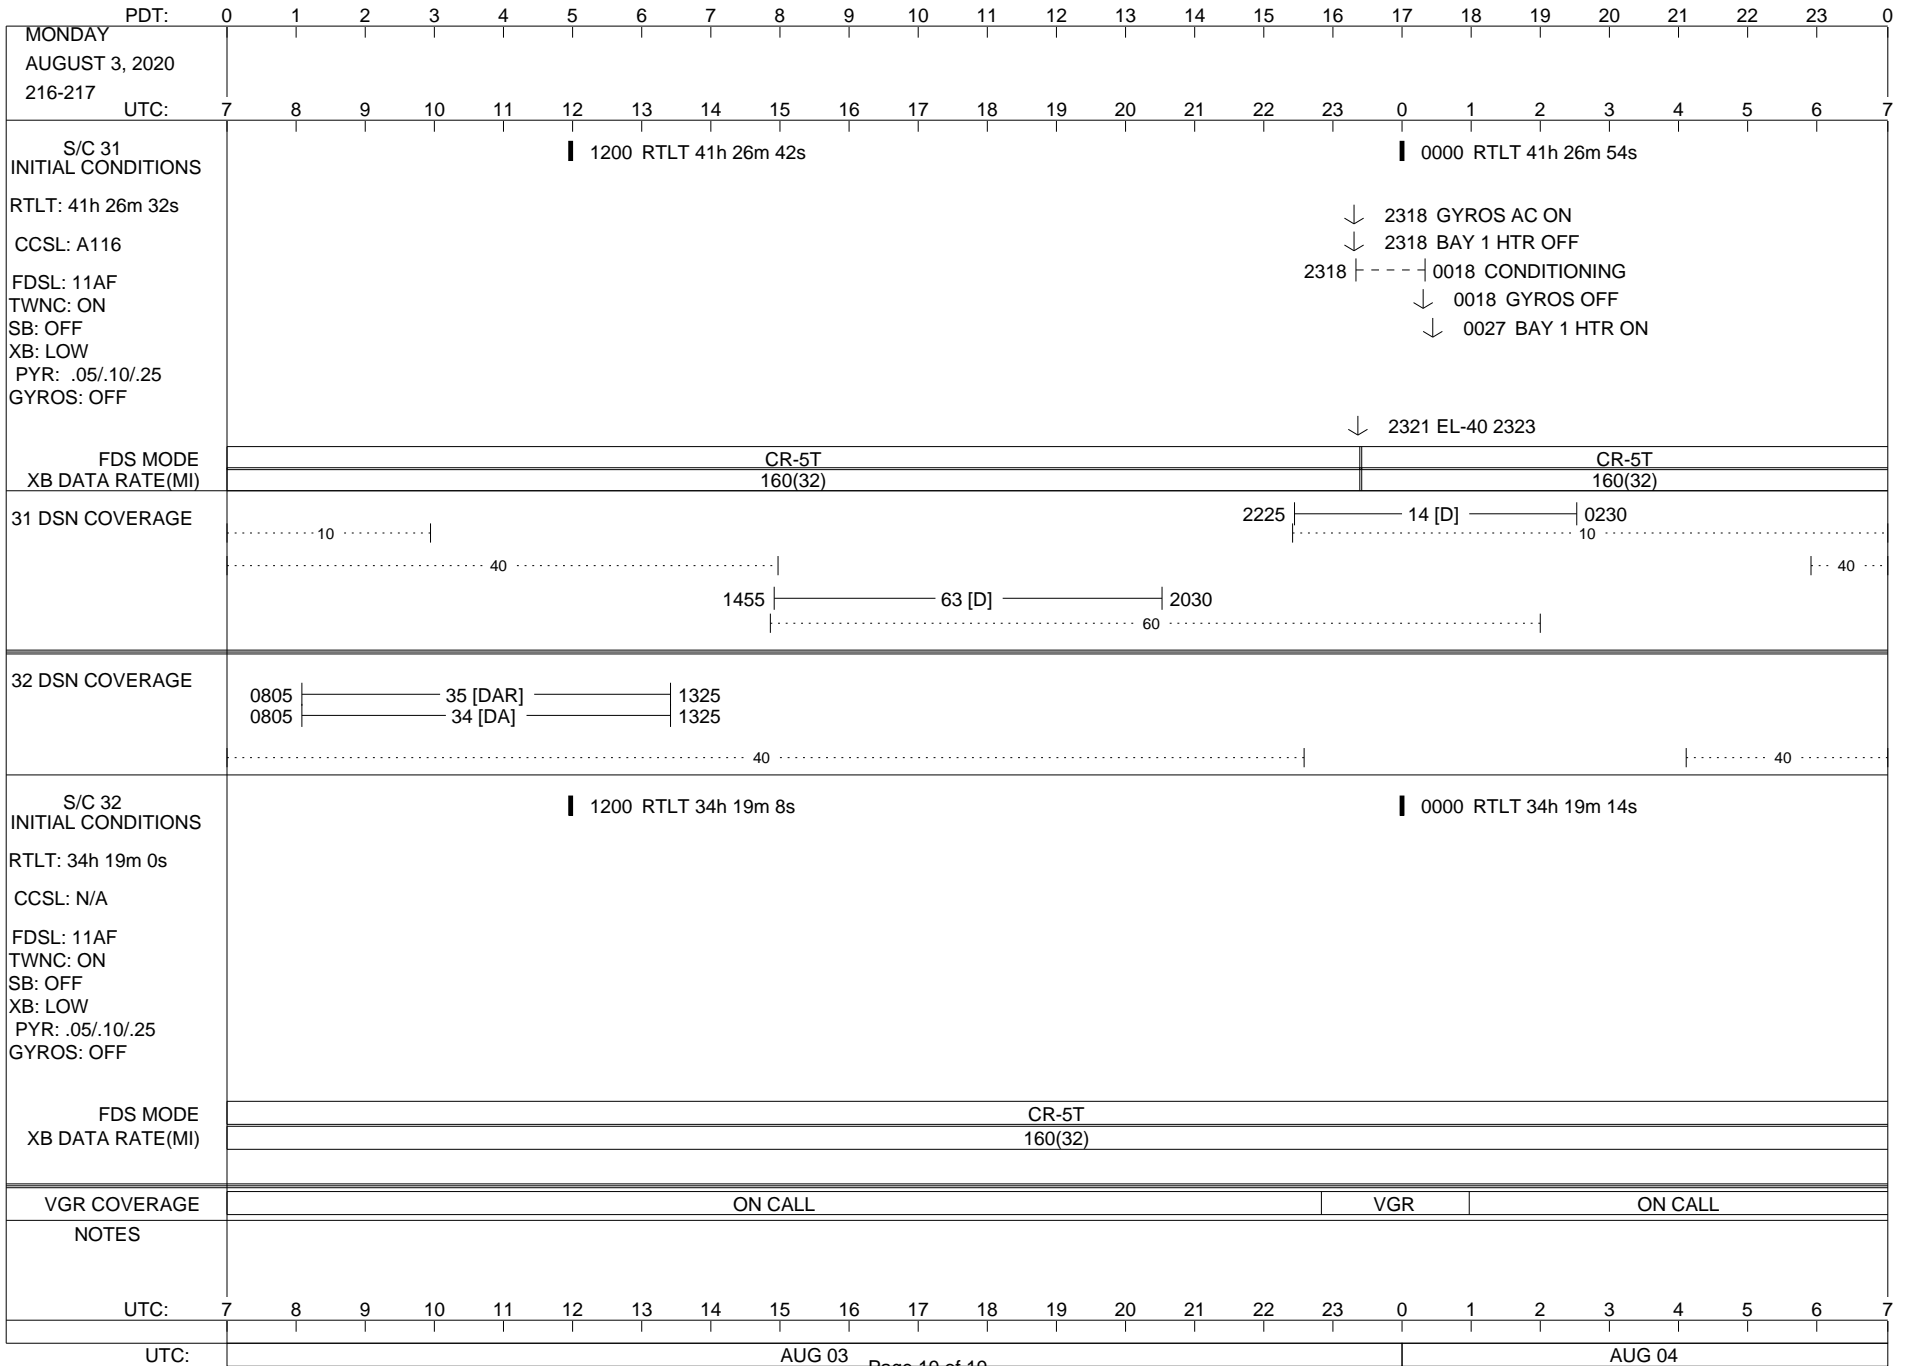 PDT: 0 1 2 3 4 5 6 7 8 9 10 11 12 13 14 15 16 17 18 19 20 21 22 23 0
MONDAY
AUGUST 3, 2020
216-217
UTC: 7 8 9 10 11 12 13 14 15 16 17 18 19 20 21 22 23 0 1 2 3 4 5 6 7
S/C 31
INITIAL CONDITIONS
1200 RTLT 41h 26m 42s
0000 RTLT 41h 26m 54s
RTLT: 41h 26m 32s
CCSL: A116
FDSL: 11AF
TWNC: ON
SB: OFF
XB: LOW
PYR: .05/.10/.25
GYROS: OFF
2318 GYROS AC ON
2318 BAY 1 HTR OFF
2318 0018 CONDITIONING
0018 GYROS OFF
0027 BAY 1 HTR ON
2321 EL-40 2323
FDS MODE CR-5T CR-5T
XB DATA RATE(MI) 160(32) 160(32)
31 DSN COVERAGE
2225 14 [D] 0230
10 10
40 40
1455 63 [D] 2030
60
32 DSN COVERAGE
0805 35 [DAR] 1325
0805 34 [DA] 1325
40 40
S/C 32
INITIAL CONDITIONS
1200 RTLT 34h 19m 8s
0000 RTLT 34h 19m 14s
RTLT: 34h 19m 0s
CCSL: N/A
FDSL: 11AF
TWNC: ON
SB: OFF
XB: LOW
PYR: .05/.10/.25
GYROS: OFF
FDS MODE CR-5T
XB DATA RATE(MI) 160(32)
VGR COVERAGE ON CALL VGR ON CALL
NOTES
UTC: 7 8 9 10 11 12 13 14 15 16 17 18 19 20 21 22 23 0 1 2 3 4 5 6 7
UTC: AUG 03 AUG 04
Page 10 of 10